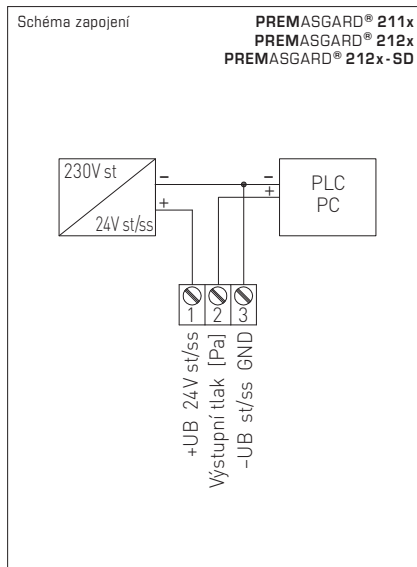 Schéma zapojení
PREMASGARD® 211x
PREMASGARD® 212x
PREMASGARD® 212x-SD
230V st
24V st/ss
–
+
–
+
PLC
PC
1 2 3
+UB 24V st/ss
Výstupní tlak [Pa]
–UB st/ss GND